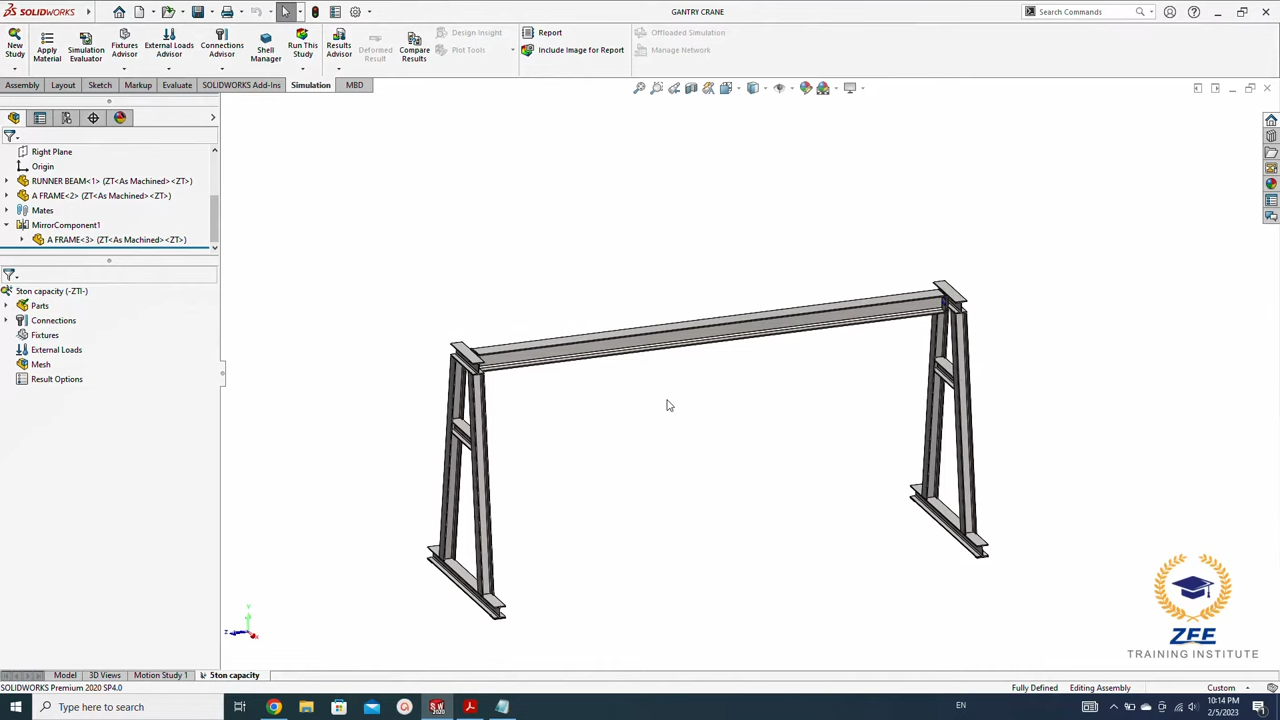 SOLIDWORKS
GANTRY CRANE
Search Commands
New Study
Apply Material
Simulation Evaluator
Fixtures Advisor
External Loads Advisor
Connections Advisor
Shell Manager
Run This Study
Results Advisor
Deformed Result
Compare Results
Design Insight
Plot Tools
Report
Include Image for Report
Offloaded Simulation
Manage Network
Assembly Layout Sketch Markup Evaluate SOLIDWORKS Add-Ins Simulation MBD
Right Plane
Origin
RUNNER BEAM<1> (ZT<As Machined><ZT>)
A FRAME<2> (ZT<As Machined><ZT>)
Mates
MirrorComponent1
A FRAME<3> (ZT<As Machined><ZT>)
5ton capacity (-ZTI-)
Parts
Connections
Fixtures
External Loads
Mesh
Result Options
Y
Z
X
ZFE
TRAINING INSTITUTE
Model 3D Views Motion Study 1 5ton capacity
SOLIDWORKS Premium 2020 SP4.0
Fully Defined Editing Assembly Custom
Type here to search
EN
10:14 PM
2/5/2023